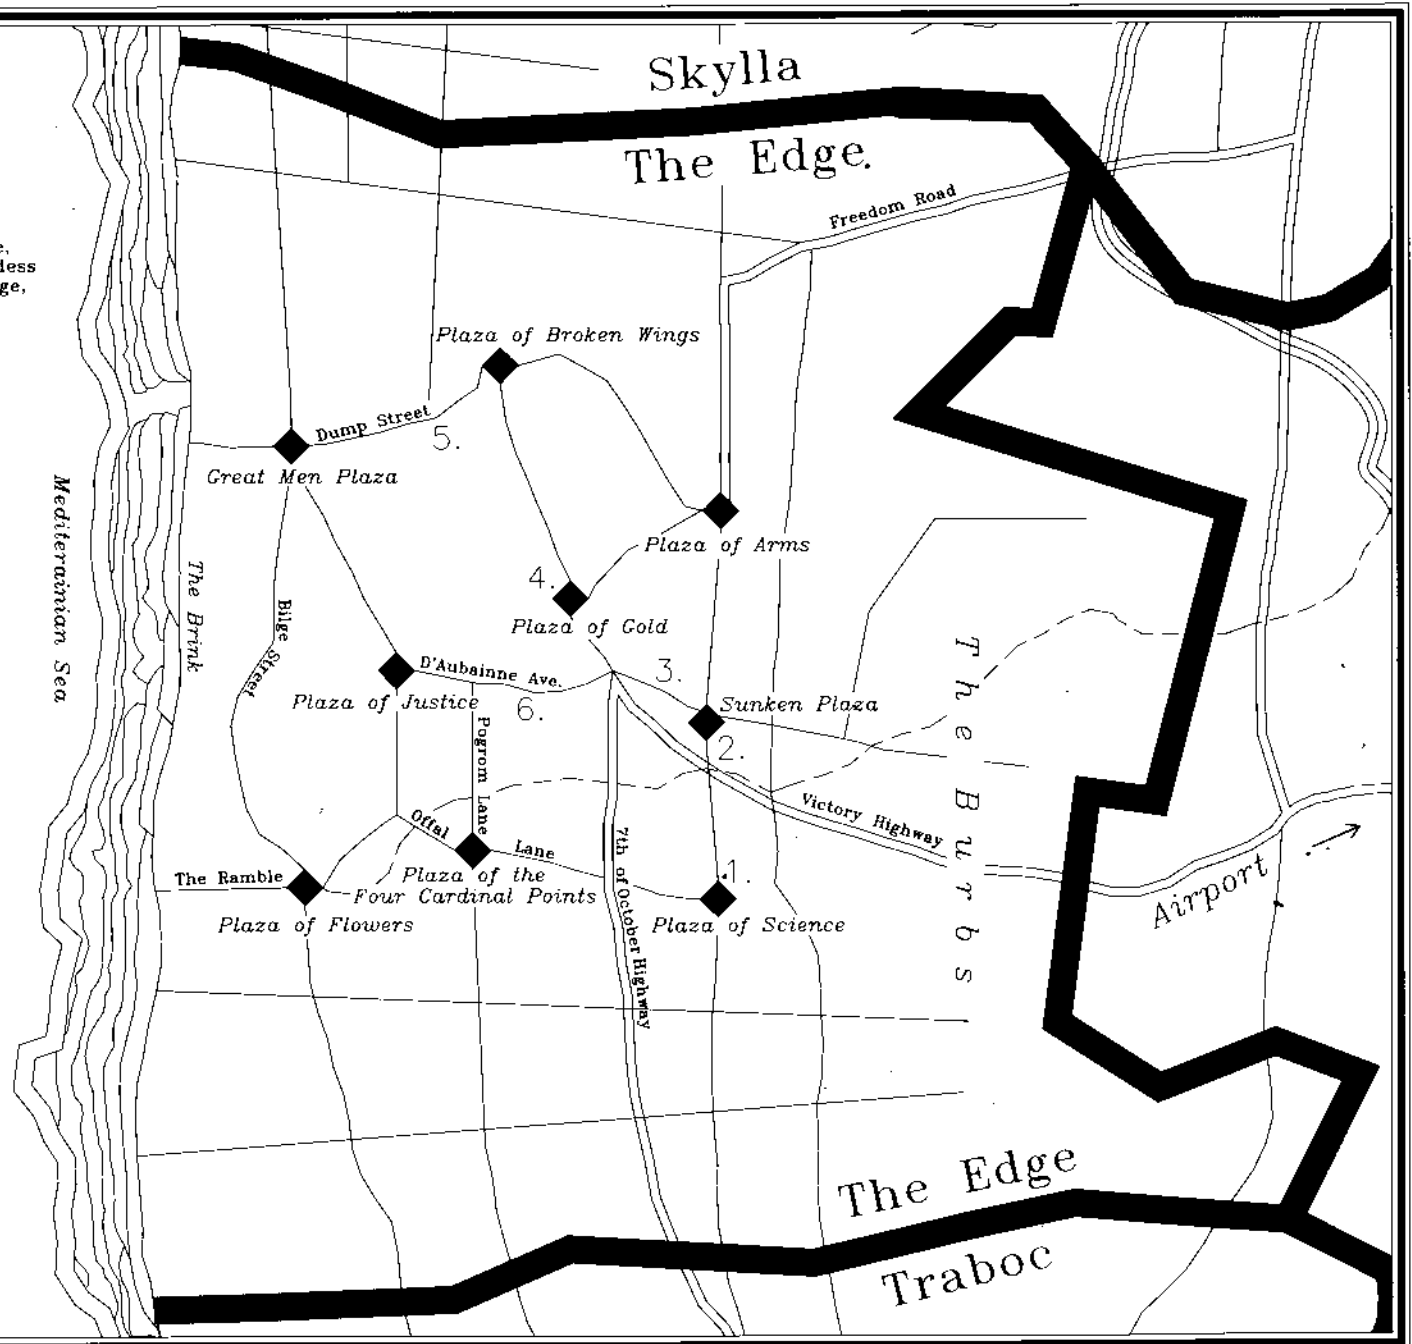 Skylla
The Edge.
Freedom Road
dess
ge,
Plaza of Broken Wings
Dump Street
5.
Great Men Plaza
Mediterainian Sea
The Brink
Plaza of Arms
4.
Plaza of Gold
Bilge Street
D'Aubainne Ave.
3.
Plaza of Justice
6.
Sunken Plaza
2.
The Burbs
Pogrom Lane
Victory Highway
Offal Lane
7th of October Highway
The Ramble
Plaza of the
Four Cardinal Points
1.
Airport
Plaza of Flowers
Plaza of Science
The Edge
Traboc